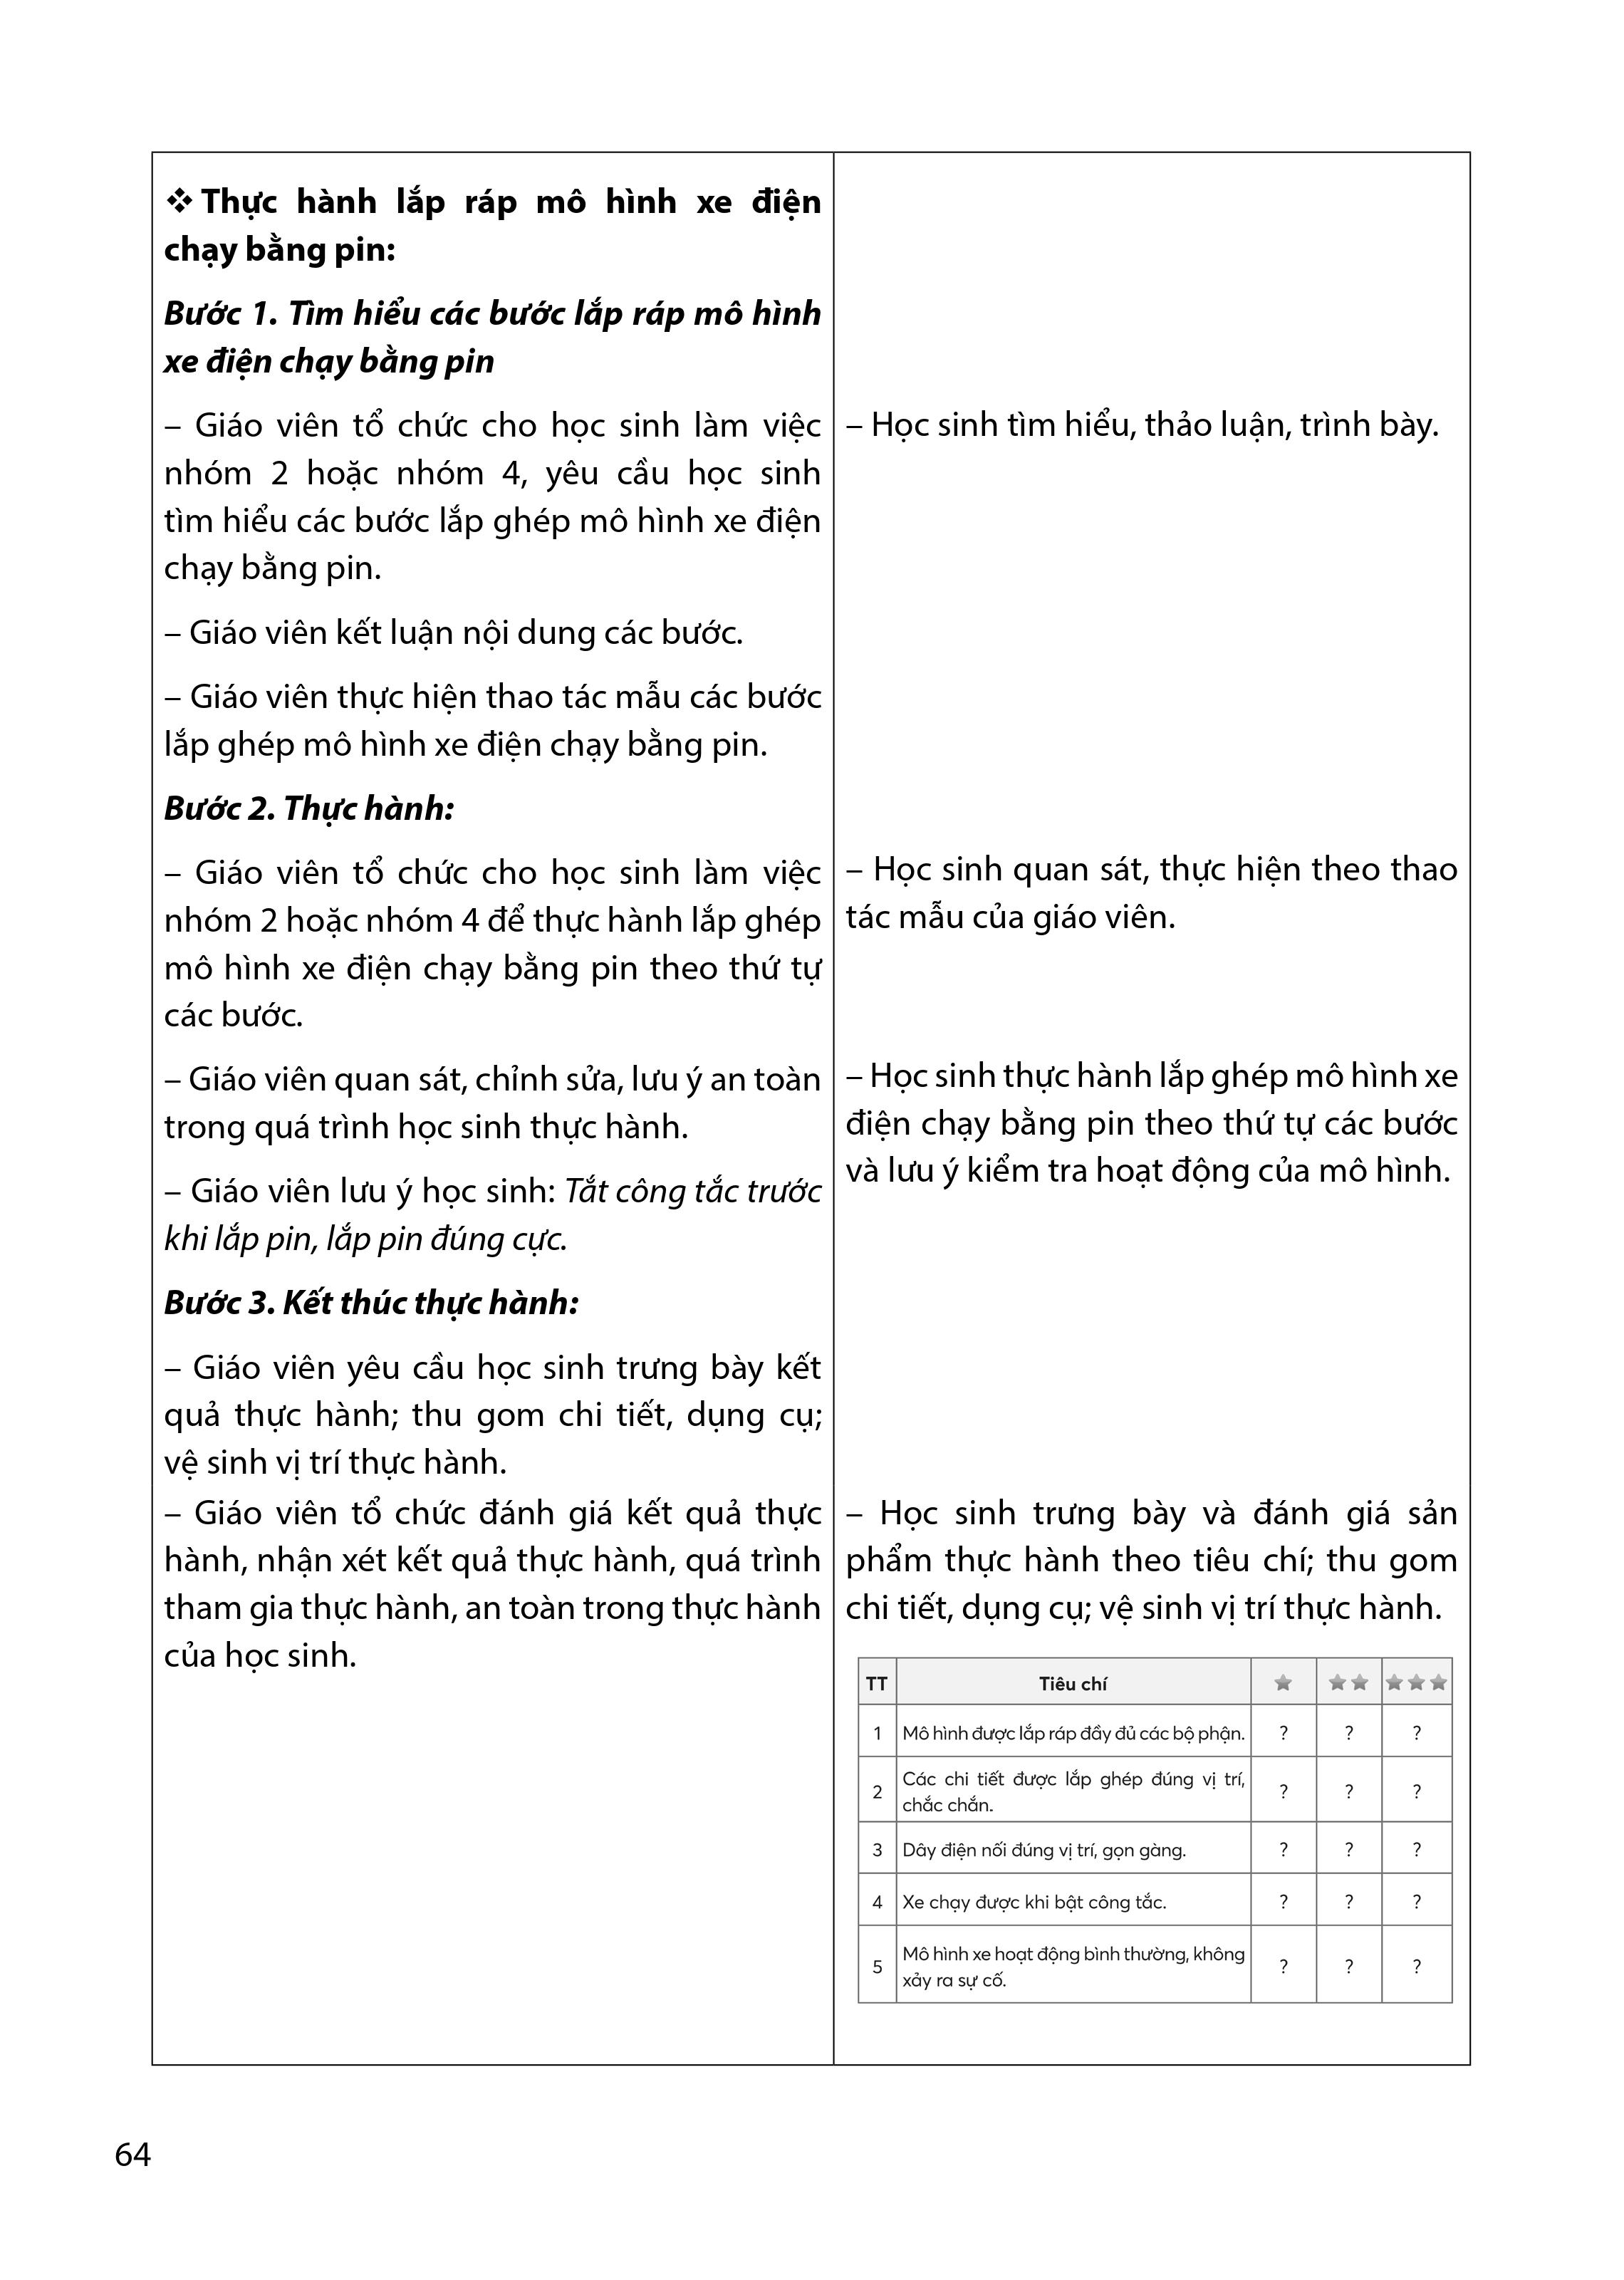 ❖ Thực hành lắp ráp mô hình xe điện
chạy bằng pin:
Bước 1. Tìm hiểu các bước lắp ráp mô hình
xe điện chạy bằng pin
– Giáo viên tổ chức cho học sinh làm việc
nhóm 2 hoặc nhóm 4, yêu cầu học sinh
tìm hiểu các bước lắp ghép mô hình xe điện
chạy bằng pin.
– Giáo viên kết luận nội dung các bước.
– Giáo viên thực hiện thao tác mẫu các bước
lắp ghép mô hình xe điện chạy bằng pin.
Bước 2. Thực hành:
– Giáo viên tổ chức cho học sinh làm việc
nhóm 2 hoặc nhóm 4 để thực hành lắp ghép
mô hình xe điện chạy bằng pin theo thứ tự
các bước.
– Giáo viên quan sát, chỉnh sửa, lưu ý an toàn
trong quá trình học sinh thực hành.
– Giáo viên lưu ý học sinh: Tắt công tắc trước
khi lắp pin, lắp pin đúng cực.
Bước 3. Kết thúc thực hành:
– Giáo viên yêu cầu học sinh trưng bày kết
quả thực hành; thu gom chi tiết, dụng cụ;
vệ sinh vị trí thực hành.
– Giáo viên tổ chức đánh giá kết quả thực
hành, nhận xét kết quả thực hành, quá trình
tham gia thực hành, an toàn trong thực hành
của học sinh.
– Học sinh tìm hiểu, thảo luận, trình bày.
– Học sinh quan sát, thực hiện theo thao
tác mẫu của giáo viên.
– Học sinh thực hành lắp ghép mô hình xe
điện chạy bằng pin theo thứ tự các bước
và lưu ý kiểm tra hoạt động của mô hình.
– Học sinh trưng bày và đánh giá sản
phẩm thực hành theo tiêu chí; thu gom
chi tiết, dụng cụ; vệ sinh vị trí thực hành.
TT Tiêu chí ★ ★★ ★★★
1 Mô hình được lắp ráp đầy đủ các bộ phận. ? ? ?
2 Các chi tiết được lắp ghép đúng vị trí,
chắc chắn. ? ? ?
3 Dây điện nối đúng vị trí, gọn gàng. ? ? ?
4 Xe chạy được khi bật công tắc. ? ? ?
5 Mô hình xe hoạt động bình thường, không
xảy ra sự cố. ? ? ?
64